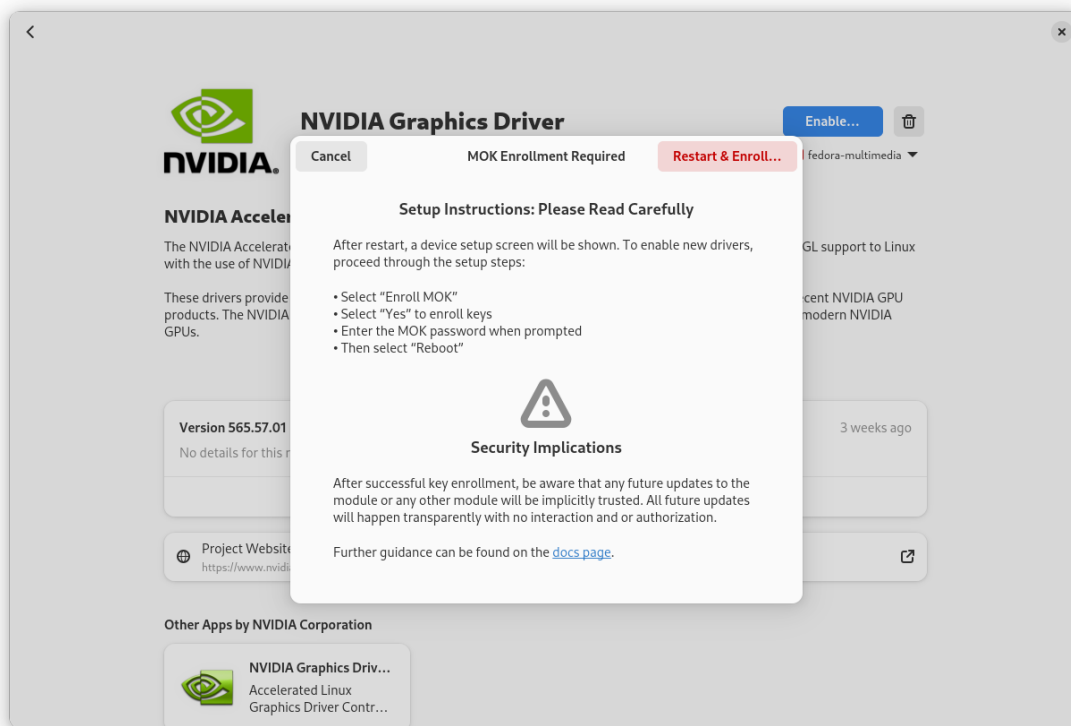 NVIDIA Graphics Driver
Enable...
nVIDIA.
fedora-multimedia
Cancel
MOK Enrollment Required
Restart & Enroll...
Setup Instructions: Please Read Carefully
After restart, a device setup screen will be shown. To enable new drivers,
proceed through the setup steps:
• Select “Enroll MOK”
• Select “Yes” to enroll keys
• Enter the MOK password when prompted
• Then select “Reboot”
Security Implications
After successful key enrollment, be aware that any future updates to the
module or any other module will be implicitly trusted. All future updates
will happen transparently with no interaction and or authorization.
Further guidance can be found on the docs page.
NVIDIA
The NVIDIA
GL support to Linux
with the use of
These drivers provide
NVIDIA GPU
products. The NVIDIA
modern NVIDIA
GPUs.
Version 565.57.01
3 weeks ago
No details for this
Project Website
Other Apps by NVIDIA Corporation
NVIDIA Graphics Driv...
Accelerated Linux
Graphics Driver Contr...